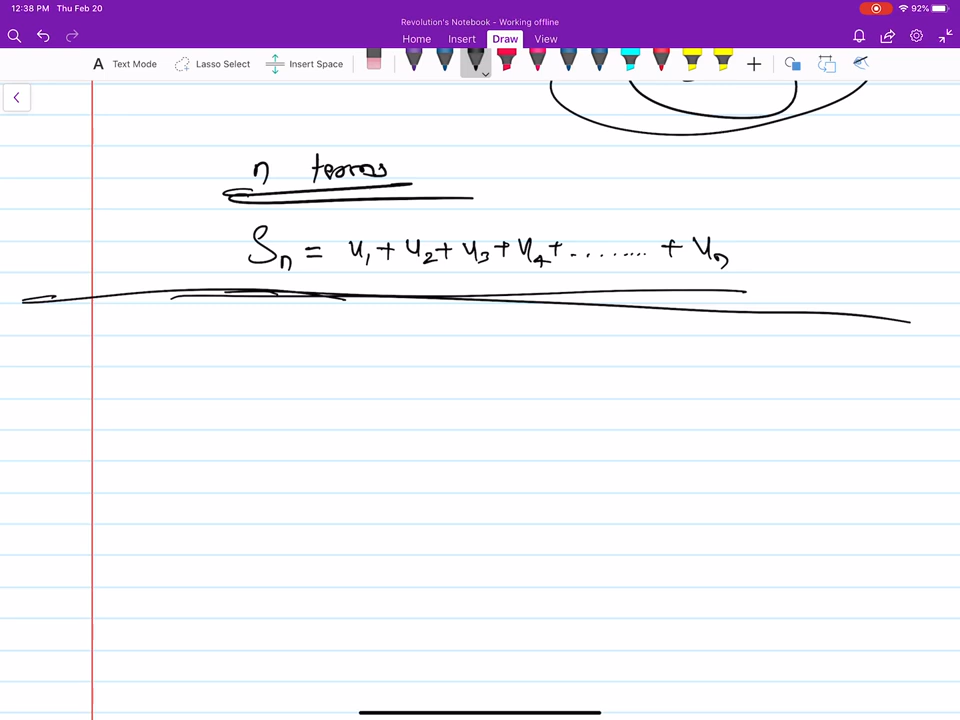 12:38 PM Thu Feb 20 92%
Revolution's Notebook - Working offline
Home Insert Draw View
A Text Mode Lasso Select Insert Space
n terms
Sn = u₁ + u₂ + u₃ + u₄ + ......... + uₙ